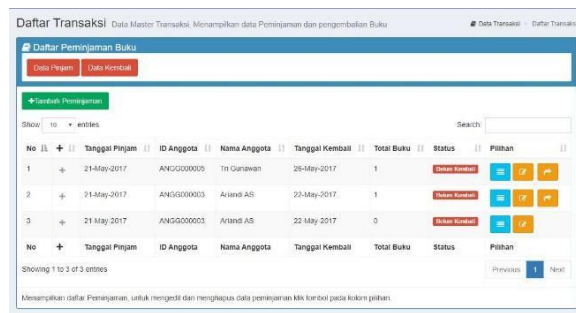 Daftar Transaksi Data Master Transaksi, Menampilkan data Peminjaman dan pengembalian Buku Data Transaksi Daftar Transaksi
Daftar Peminjaman Buku
Data Pinjam Data Kembali
+Tambah Peminjaman
Show 10 entries Search:
No + Tanggal Pinjam ID Anggota Nama Anggota Tanggal Kembali Total Buku Status Pilihan
1 + 21-May-2017 ANGG000005 Tri Gunawan 26-May-2017 1 Belum Kembali
2 + 21-May-2017 ANGG000003 Ariandi AS 22-May-2017 1 Belum Kembali
3 + 21-May-2017 ANGG000003 Ariandi AS 22-May-2017 0 Belum Kembali
No + Tanggal Pinjam ID Anggota Nama Anggota Tanggal Kembali Total Buku Status Pilihan
Showing 1 to 3 of 3 entries Previous 1 Next
Menampilkan daftar Peminjaman, untuk mengedit dan menghapus data peminjaman klik tombol pada kolom pilihan.